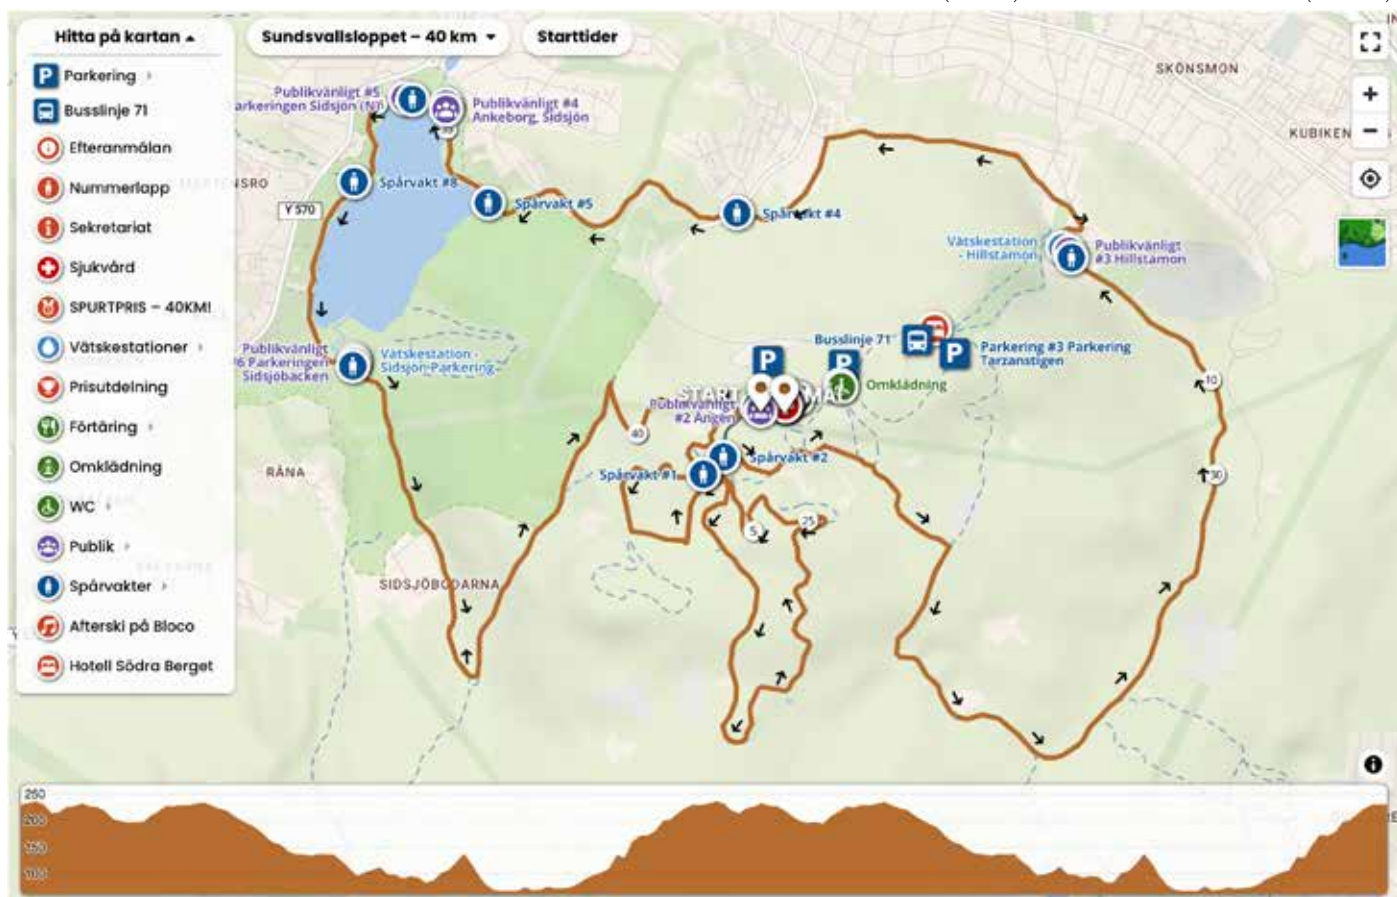 Hitta på kartan
Sundsvallsloppet – 40 km
Starttider
Parkering
Busslinje 71
Efteranmälan
Nummerlapp
Sekretariat
Sjukvård
SPURTPRIS – 40KM!
Vätskestationer
Prisutdelning
Förtäring
Omklädning
WC
Publik
Spårvakter
Afterski på Bloco
Hotell Södra Berget
SKÖNSMON
Publikvänligt #5
arkeringen Sidsjön (N)
Publikvänligt #4
Ankeborg, Sidsjön
Spårvakt #8
Y 570
Spårvakt #5
Spårvakt #4
Vätskestation
- Hillstamon
Publikvänligt
#3 Hillstamon
Busslinje 71
P
Parkering #3 Parkering
Tarzanstigen
Publikvänligt
#6 Parkeringen
Sidsjöbacken
Vätskestation -
Sidsjön-Parkering
P
P
Omklädning
START
Publikvänligt
#2 Ängen
10
40
Spårvakt #2
Spårvakt #1
RÅNA
30
25
5
SIDSJÖBODARNA
250
200
150
100